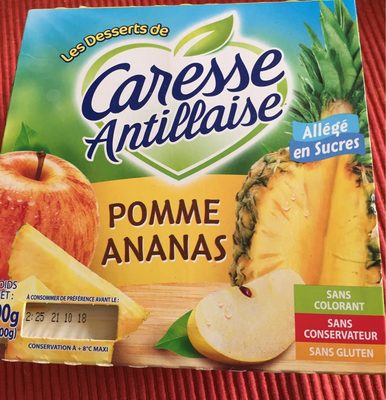 Les Desserts de
Caresse
Antillaise
Allégé
en Sucres
POMME
ANANAS
À CONSOMMER DE PRÉFÉRENCE AVANT LE :
2:25 21 10 18
CONSERVATION À + 8°C MAXI
SANS
COLORANT
SANS
CONSERVATEUR
SANS GLUTEN